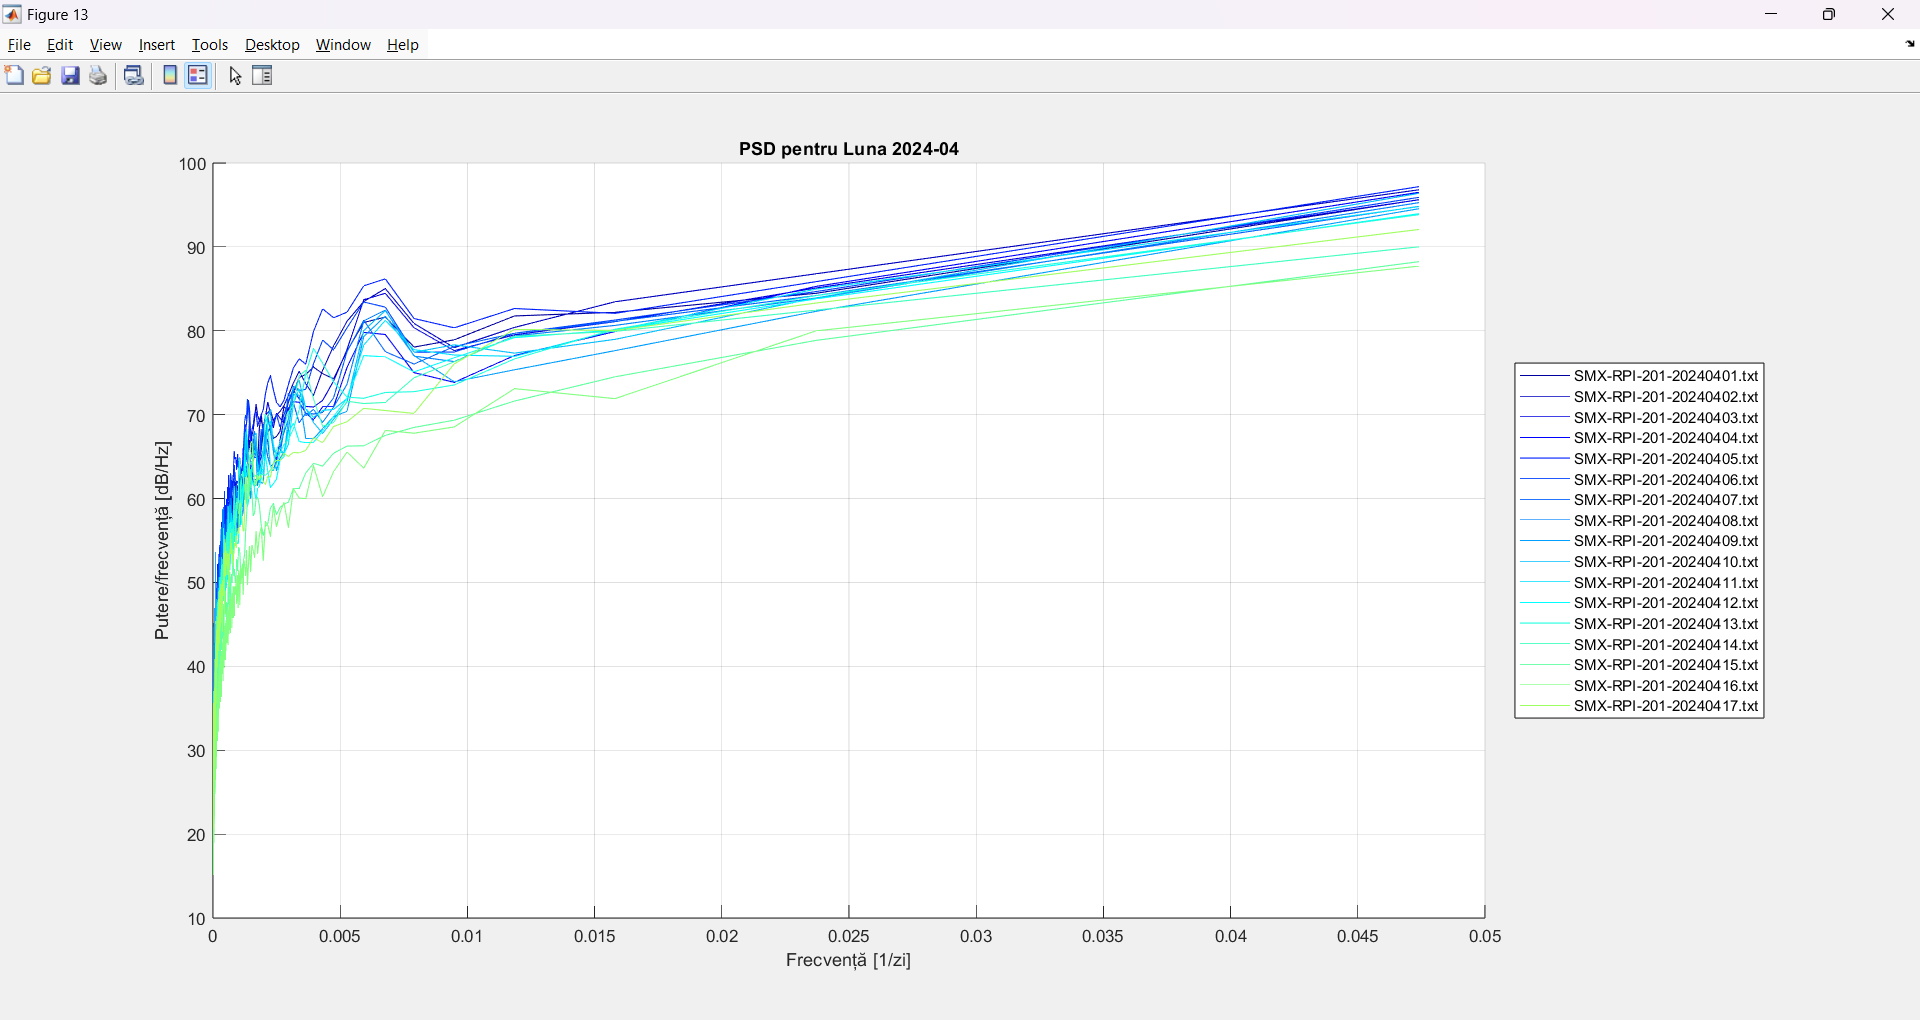 Figure 13
File Edit View Insert Tools Desktop Window Help
PSD pentru Luna 2024-04
100
90
80
70
60
50
40
30
20
10
Putere/frecvență [dB/Hz]
0 0.005 0.01 0.015 0.02 0.025 0.03 0.035 0.04 0.045 0.05
Frecvență [1/zi]
SMX-RPI-201-20240401.txt
SMX-RPI-201-20240402.txt
SMX-RPI-201-20240403.txt
SMX-RPI-201-20240404.txt
SMX-RPI-201-20240405.txt
SMX-RPI-201-20240406.txt
SMX-RPI-201-20240407.txt
SMX-RPI-201-20240408.txt
SMX-RPI-201-20240409.txt
SMX-RPI-201-20240410.txt
SMX-RPI-201-20240411.txt
SMX-RPI-201-20240412.txt
SMX-RPI-201-20240413.txt
SMX-RPI-201-20240414.txt
SMX-RPI-201-20240415.txt
SMX-RPI-201-20240416.txt
SMX-RPI-201-20240417.txt